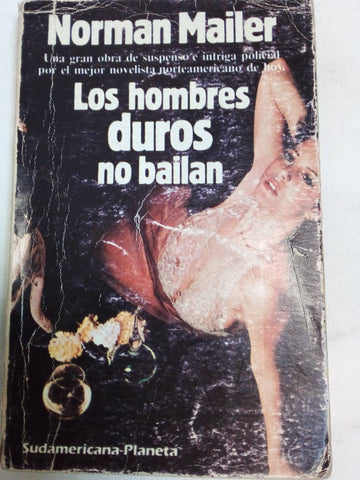 Norman Mailer
Una gran obra de suspenso e intriga policial
por el mejor novelista norteamericano de hoy.
Los hombres
duros
no bailan
Sudamericana-Planeta